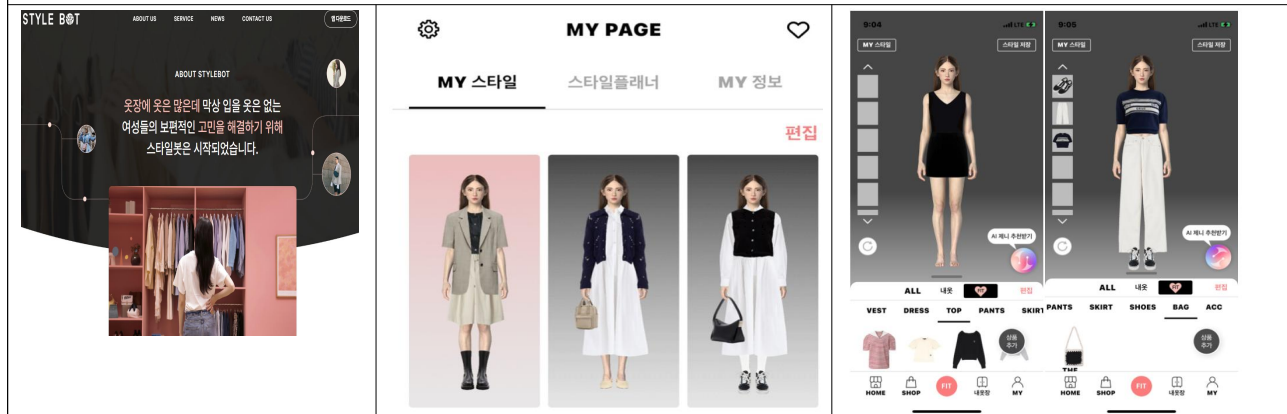 STYLE BOT
ABOUT US SERVICE NEWS CONTACT US 앱 다운로드
ABOUT STYLEBOT
옷장에 옷은 많은데 막상 입을 옷은 없는
여성들의 보편적인 고민을 해결하기 위해
스타일봇은 시작되었습니다.
MY PAGE
MY 스타일 스타일플래너 MY 정보
편집
9:04 LTE
MY 스타일 스타일 저장
AI 제니 추천받기
ALL 내옷 FIT 편집
VEST DRESS TOP PANTS SKIRT
상품
추가
HOME SHOP FIT 내옷장 MY
9:05 LTE
MY 스타일 스타일 저장
AI 제니 추천받기
ALL 내옷 편집
PANTS SKIRT SHOES BAG ACC
상품
추가
THE
HOME SHOP FIT 내옷장 MY